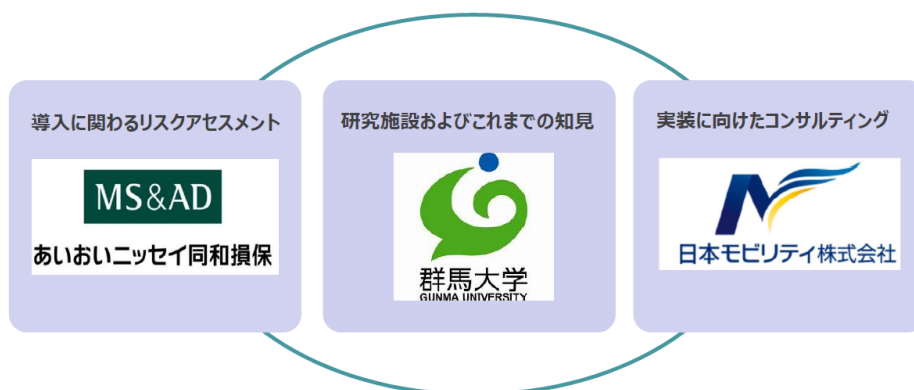 導入に関わるリスクアセスメント
MS&AD
あいおいニッセイ同和損保
研究施設およびこれまでの知見
群馬大学
GUNMA UNIVERSITY
実装に向けたコンサルティング
日本モビリティ株式会社